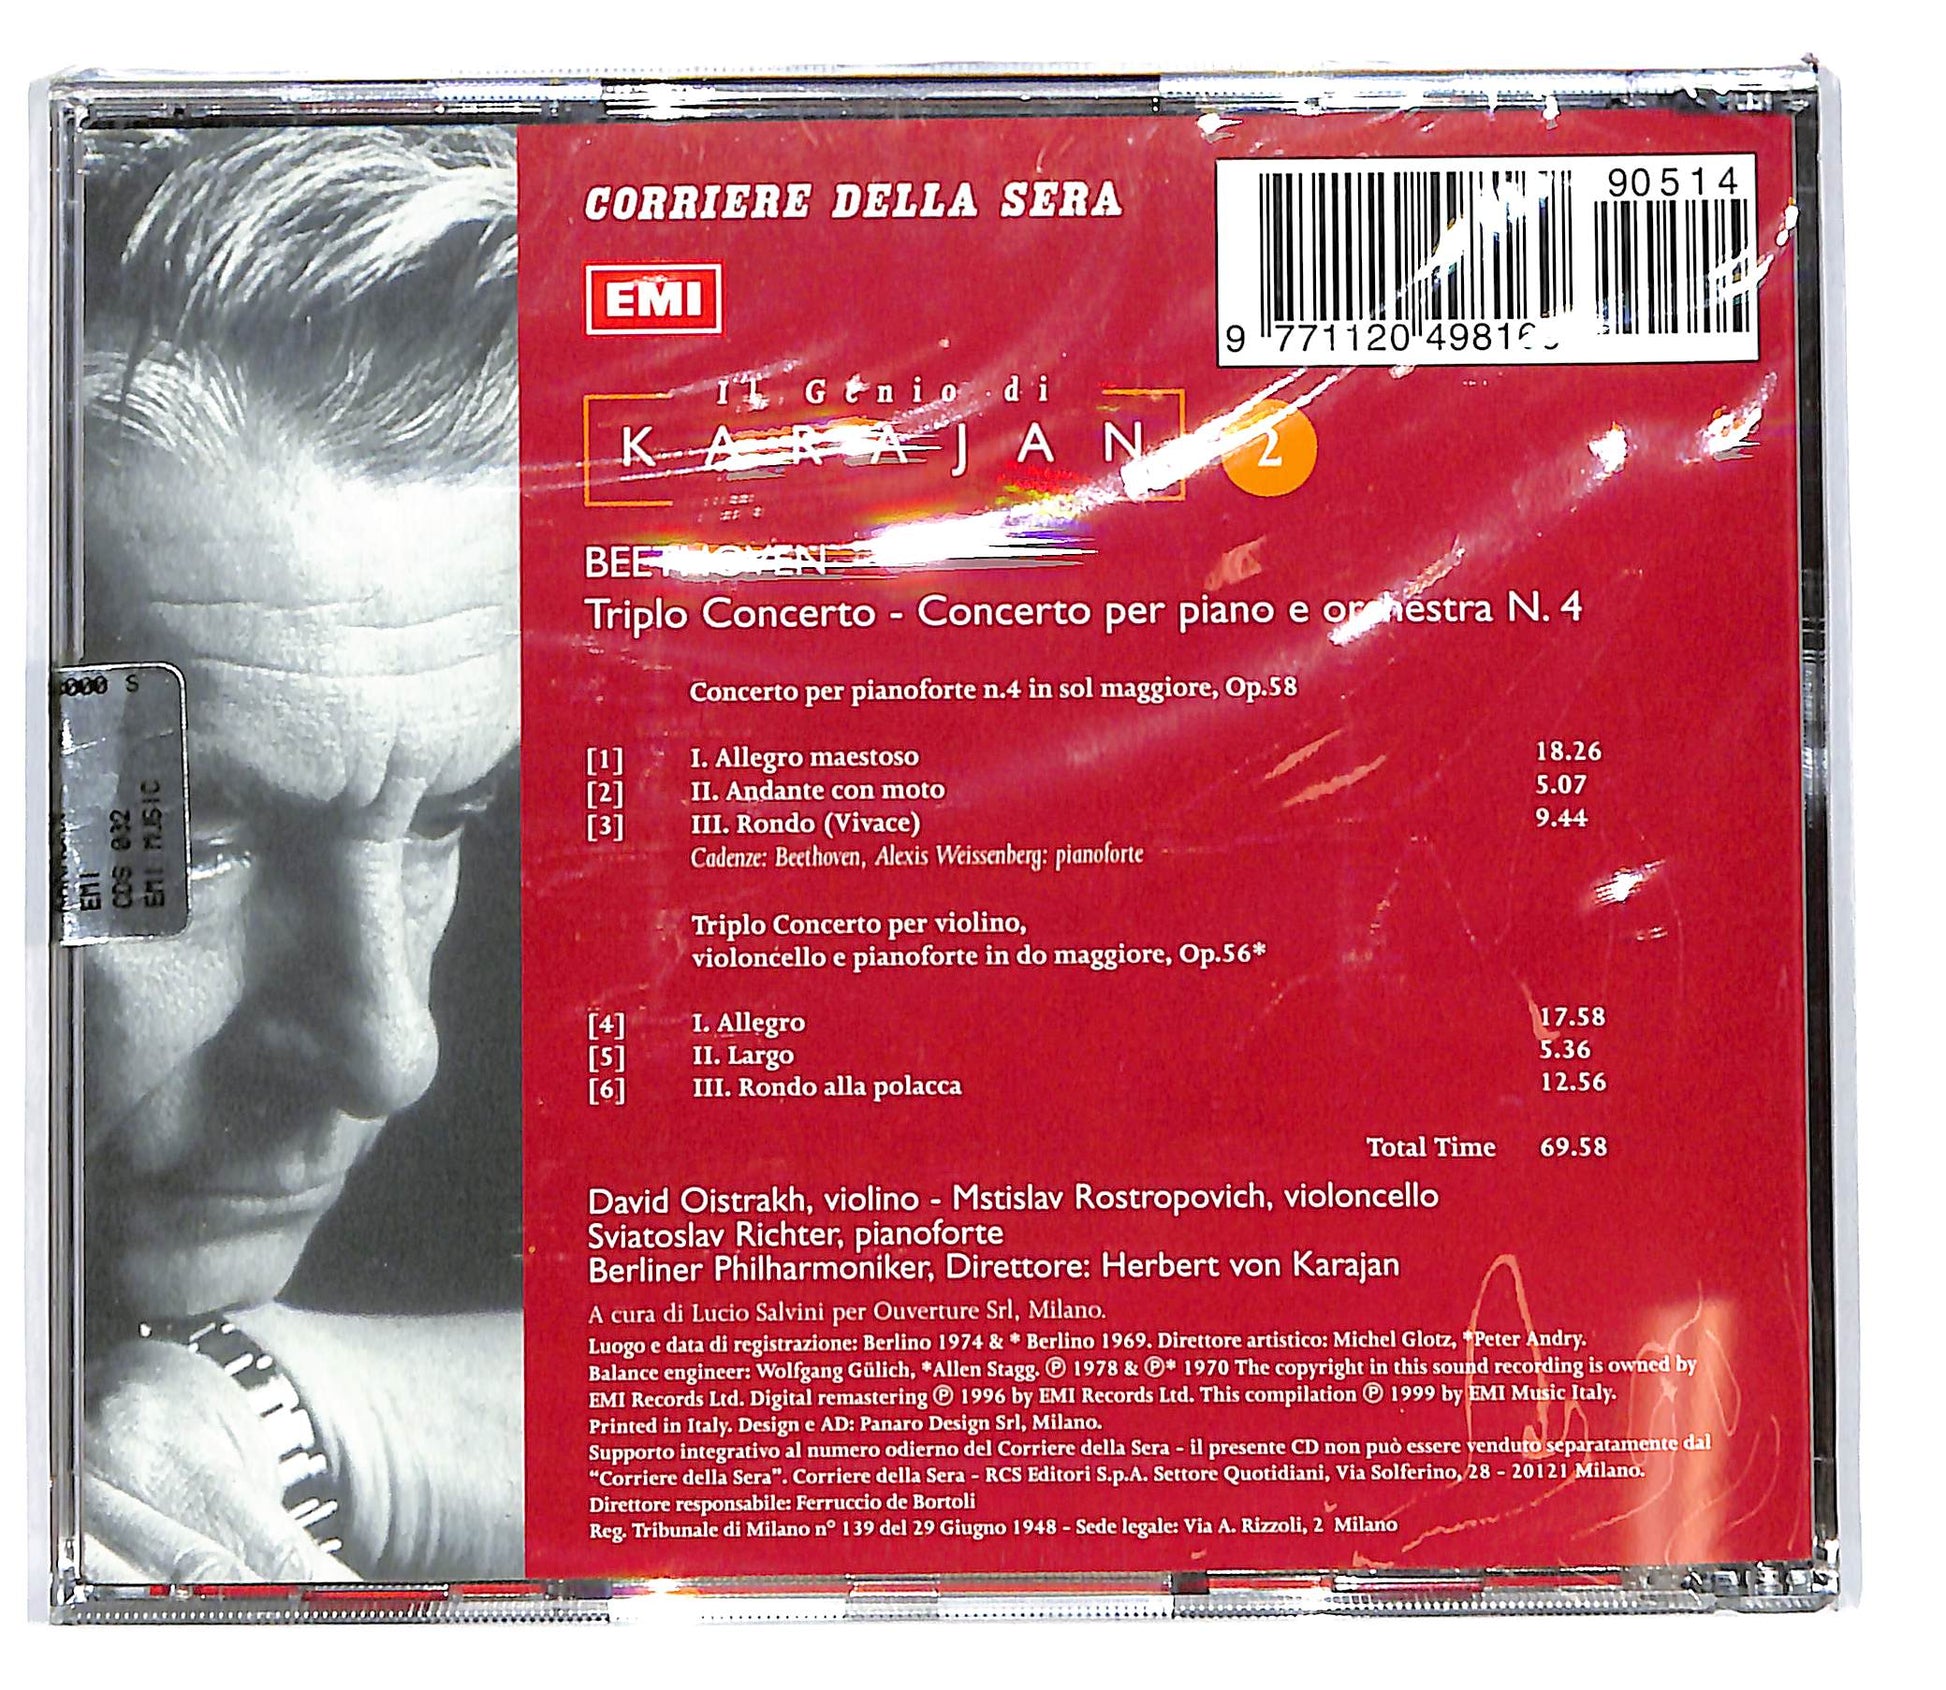 CORRIERE DELLA SERA
90514
EMI
9 771120 49816
Il Genio di
KARAJAN 2
BEETHOVEN
Triplo Concerto - Concerto per piano e orchestra N. 4
Concerto per pianoforte n.4 in sol maggiore, Op.58
[1] I. Allegro maestoso 18.26
[2] II. Andante con moto 5.07
[3] III. Rondo (Vivace) 9.44
Cadenze: Beethoven, Alexis Weissenberg: pianoforte
Triplo Concerto per violino,
violoncello e pianoforte in do maggiore, Op.56*
[4] I. Allegro 17.58
[5] II. Largo 5.36
[6] III. Rondo alla polacca 12.56
Total Time 69.58
David Oistrakh, violino - Mstislav Rostropovich, violoncello
Sviatoslav Richter, pianoforte
Berliner Philharmoniker, Direttore: Herbert von Karajan
A cura di Lucio Salvini per Ouverture Srl, Milano.
Luogo e data di registrazione: Berlino 1974 & * Berlino 1969. Direttore artistico: Michel Glotz, *Peter Andry.
Balance engineer: Wolfgang Gülich, *Allen Stagg. ℗ 1978 & ℗* 1970 The copyright in this sound recording is owned by
EMI Records Ltd. Digital remastering ℗ 1996 by EMI Records Ltd. This compilation ℗ 1999 by EMI Music Italy.
Printed in Italy. Design e AD: Panaro Design Srl, Milano.
Supporto integrativo al numero odierno del Corriere della Sera - il presente CD non può essere venduto separatamente dal
“Corriere della Sera”. Corriere della Sera - RCS Editori S.p.A. Settore Quotidiani, Via Solferino, 28 - 20121 Milano.
Direttore responsabile: Ferruccio de Bortoli
Reg. Tribunale di Milano n° 139 del 29 Giugno 1948 - Sede legale: Via A. Rizzoli, 2 Milano
000 S
EMI
CDS 032
EMI MUSIC